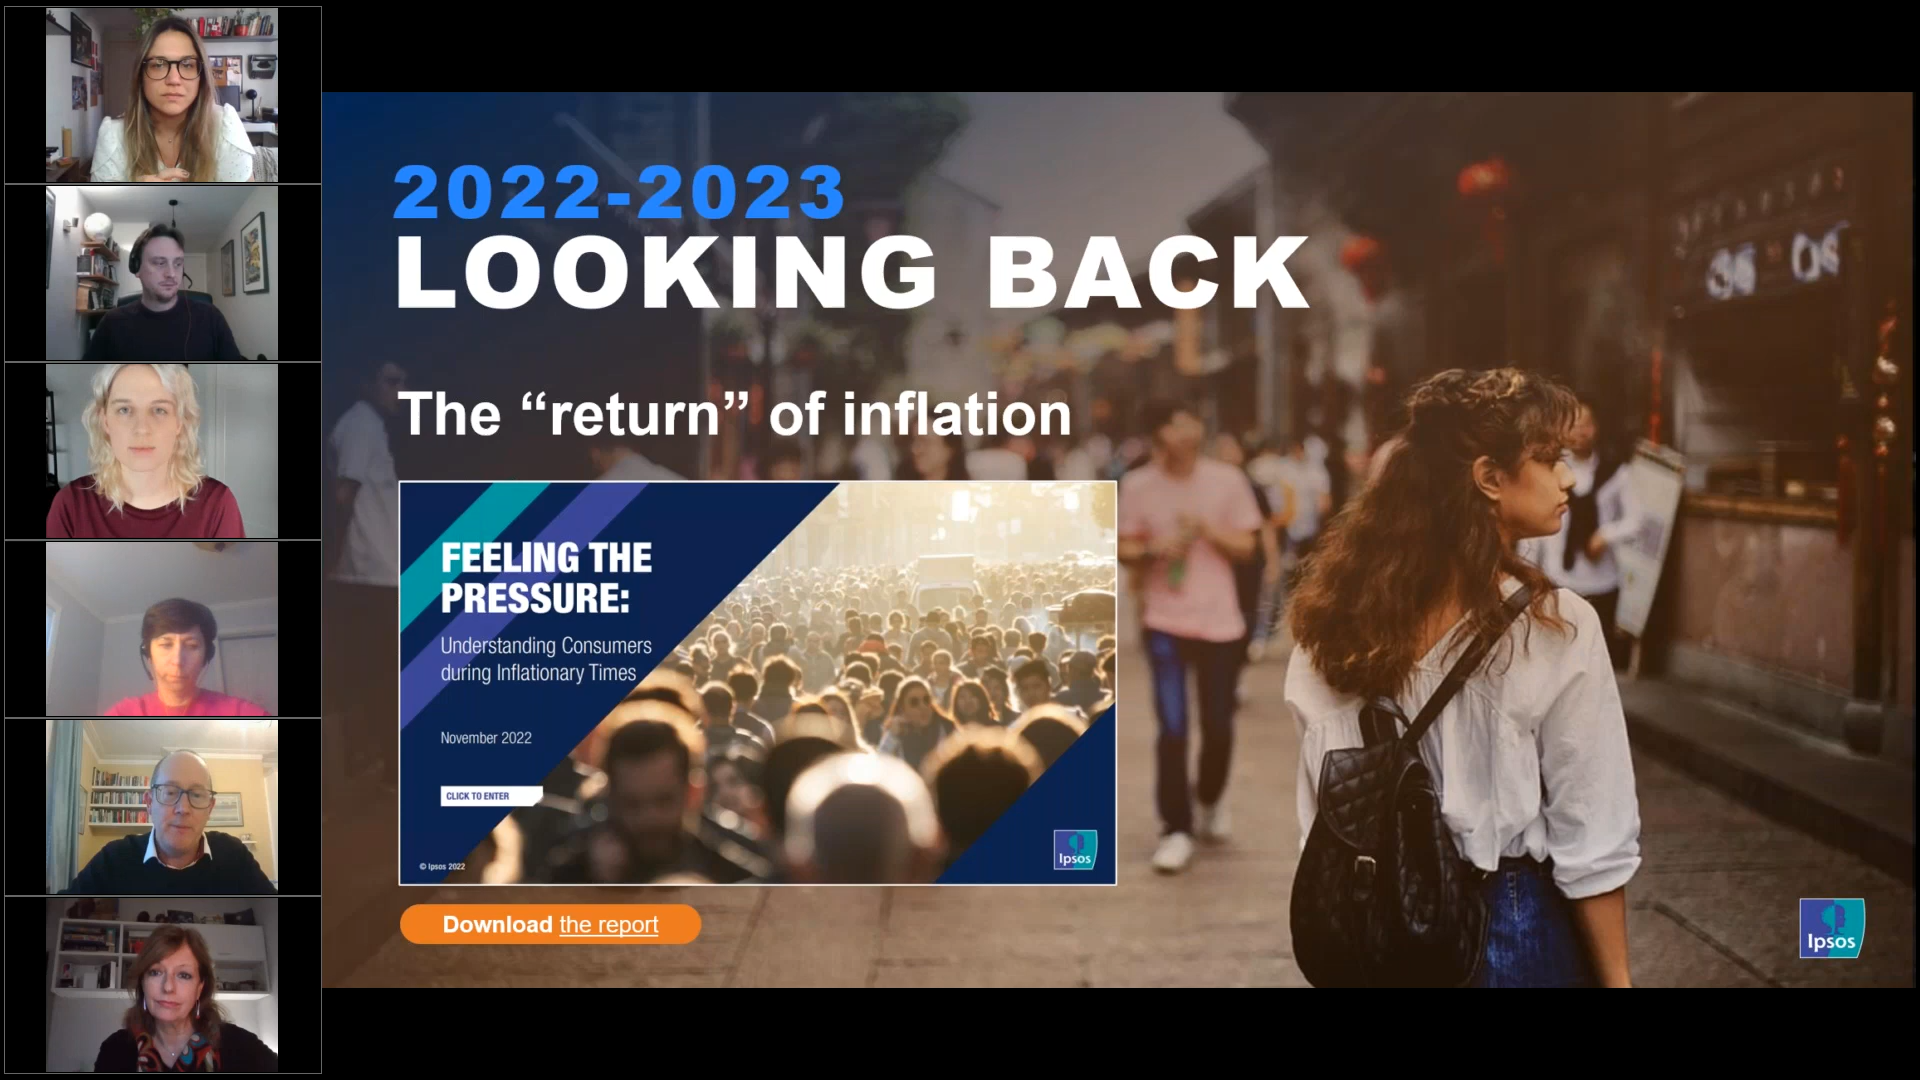 2022-2023
LOOKING BACK
The “return” of inflation
FEELING THE
PRESSURE:
Understanding Consumers
during Inflationary Times
November 2022
CLICK TO ENTER
© Ipsos 2022
Ipsos
Download the report
Ipsos